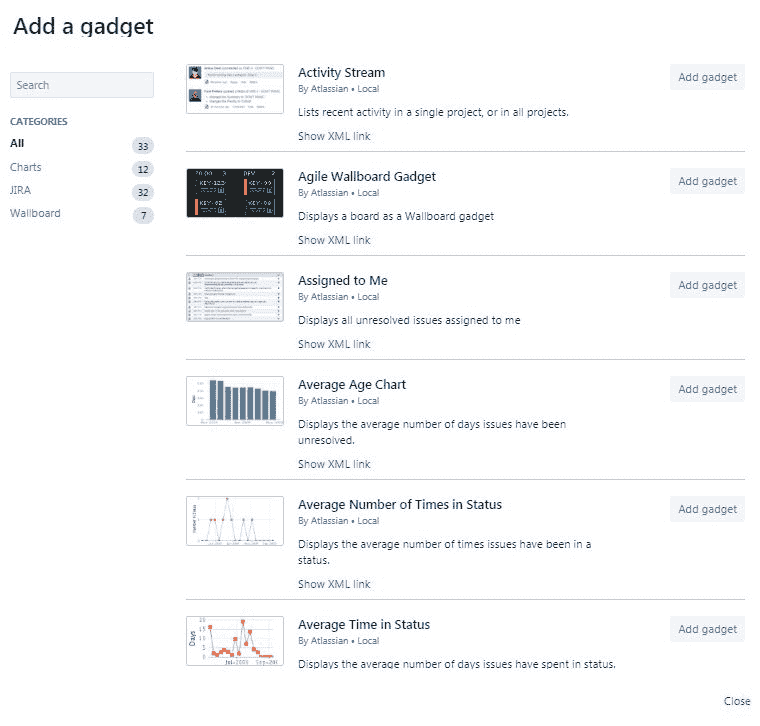 Add a gadget
Search
CATEGORIES
All 33
Charts 12
JIRA 32
Wallboard 7
Activity Stream
Add gadget
By Atlassian • Local
Lists recent activity in a single project, or in all projects.
Show XML link
Agile Wallboard Gadget
Add gadget
By Atlassian • Local
Displays a board as a Wallboard gadget
Show XML link
Assigned to Me
Add gadget
By Atlassian • Local
Displays all unresolved issues assigned to me
Show XML link
Average Age Chart
Add gadget
By Atlassian • Local
Displays the average number of days issues have been
unresolved.
Show XML link
Average Number of Times in Status
Add gadget
By Atlassian • Local
Displays the average number of times issues have been in a
status.
Show XML link
Days
20
15
10
5
0
Average Time in Status
Add gadget
By Atlassian • Local
Displays the average number of days issues have spent in status.
Close